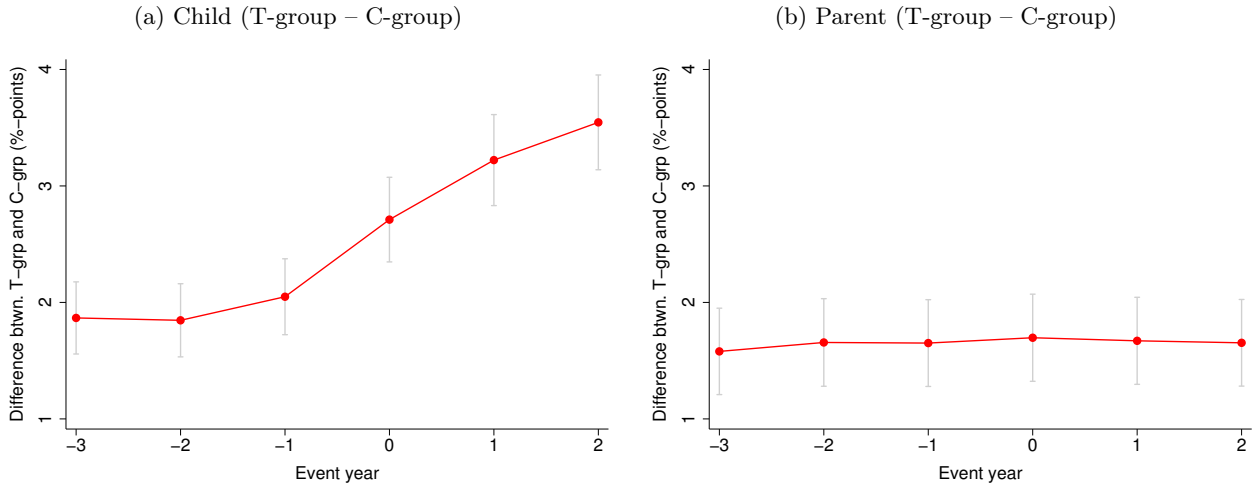 (a) Child (T-group – C-group)
Difference btwn. T−grp and C−grp (%−points)
4
3
2
1
−3 −2 −1 0 1 2
Event year
(b) Parent (T-group – C-group)
Difference btwn. T−grp and C−grp (%−points)
4
3
2
1
−3 −2 −1 0 1 2
Event year